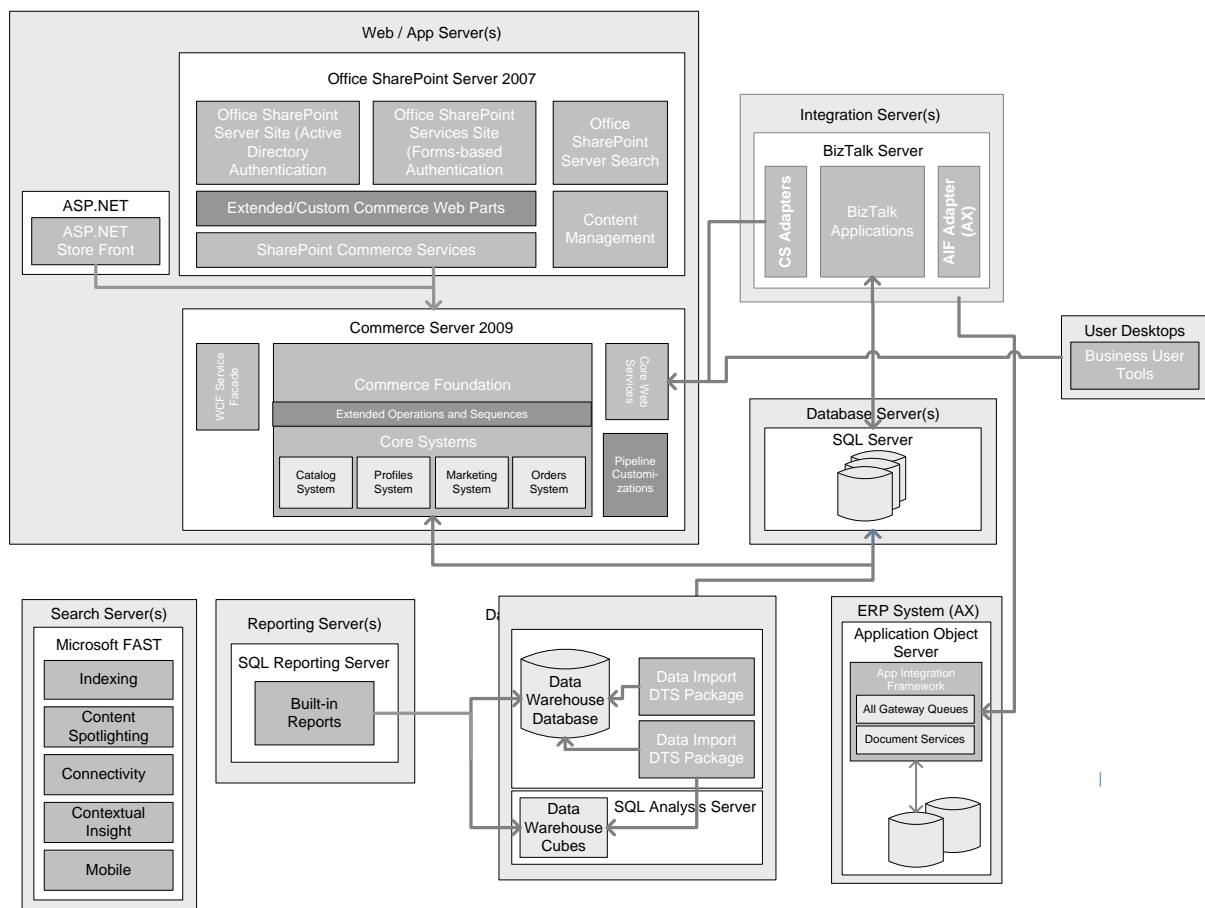 Web / App Server(s)
Office SharePoint Server 2007
Office SharePoint
Server Site (Active
Directory
Authentication
Office SharePoint
Services Site
(Forms-based
Authentication
Office
SharePoint
Server Search
Extended/Custom Commerce Web Parts
SharePoint Commerce Services
Content
Management
ASP.NET
ASP.NET
Store Front
Commerce Server 2009
WCF Service
Facade
Commerce Foundation
Extended Operations and Sequences
Core Systems
Catalog
System
Profiles
System
Marketing
System
Orders
System
Core Web
Services
Pipeline
Customi-
zations
Integration Server(s)
BizTalk Server
CS Adapters
BizTalk
Applications
AIF Adapter
(AX)
User Desktops
Business User
Tools
Database Server(s)
SQL Server
Search Server(s)
Microsoft FAST
Indexing
Content
Spotlighting
Connectivity
Contextual
Insight
Mobile
Reporting Server(s)
SQL Reporting Server
Built-in
Reports
Data
Warehouse
Database
Data Import
DTS Package
Data Import
DTS Package
SQL Analysis Server
Data
Warehouse
Cubes
ERP System (AX)
Application Object
Server
App Integration
Framework
All Gateway Queues
Document Services